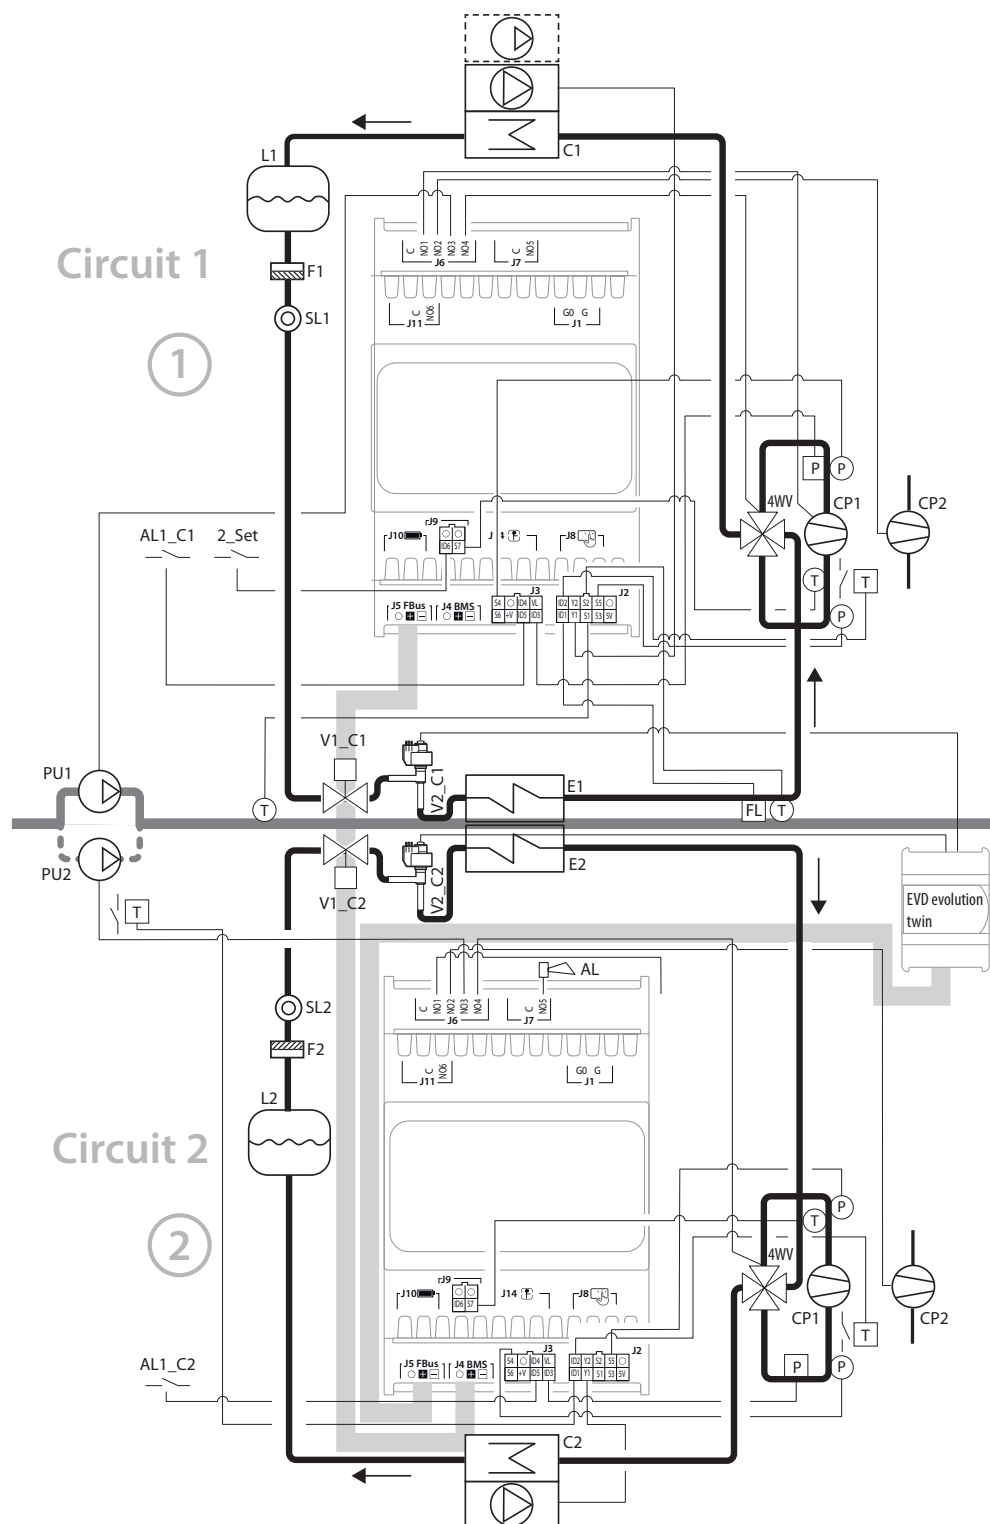 C1
L1
Circuit 1
F1
SL1
1
C NO1 NO2 NO3 NO4
J6
C NO5
J7
C NO6
J11
G0 G
J1
P P
4WV
CP1
CP2
AL1_C1
2_Set
J9
ID6 S7
J10
J8
T
T
P
J5 FBus
J4 BMS
J3
S4 ID4 VL
S6 +V ID5 ID3
J2
ID2 Y2 S2 S5
ID1 Y1 S1 S3 5V
V1_C1
V2_C1
E1
PU1
T
FL
T
PU2
V1_C2
V2_C2
E2
T
EVD evolution
twin
AL
C NO1 NO2 NO3 NO4
J6
C NO5
J7
SL2
F2
C NO6
J11
G0 G
J1
L2
Circuit 2
2
P
T
4WV
CP1
CP2
J9
ID6 S7
J10
J14
J8
T
P
P
AL1_C2
J5 FBus
J4 BMS
J3
S4 ID4 VL
S6 +V ID5 ID3
J2
ID2 Y2 S2 S5
ID1 Y1 S1 S3 5V
C2